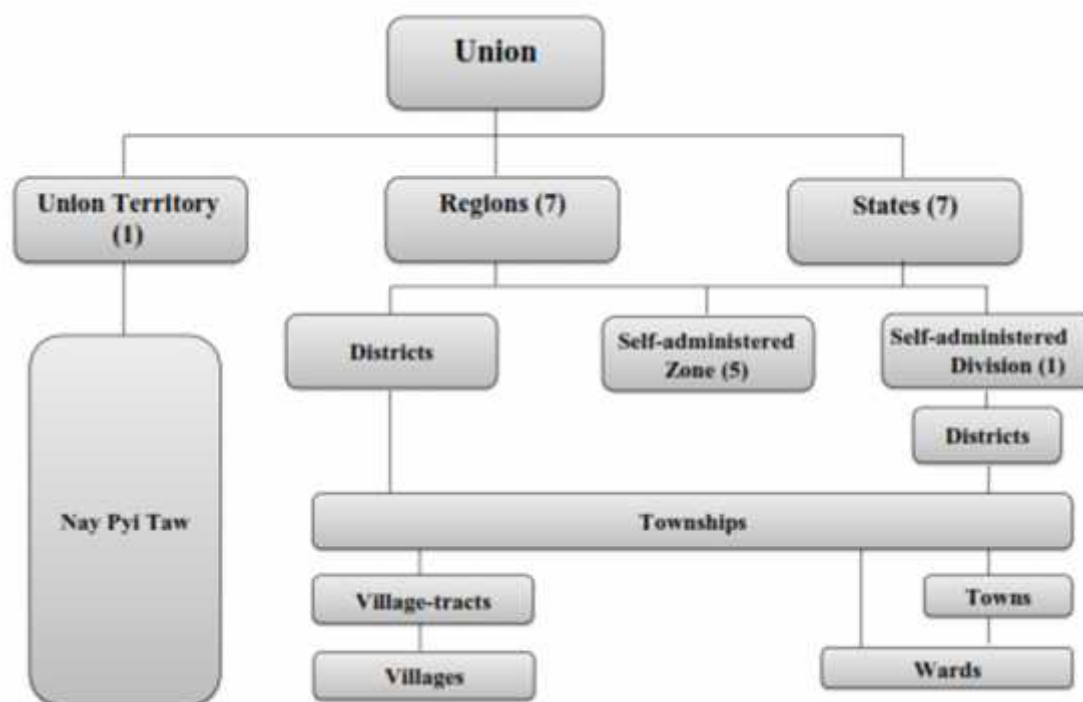 Union
Union Territory
(1)
Regions (7)
States (7)
Districts
Self-administered
Zone (5)
Self-administered
Division (1)
Districts
Nay Pyi Taw
Townships
Village-tracts
Towns
Villages
Wards